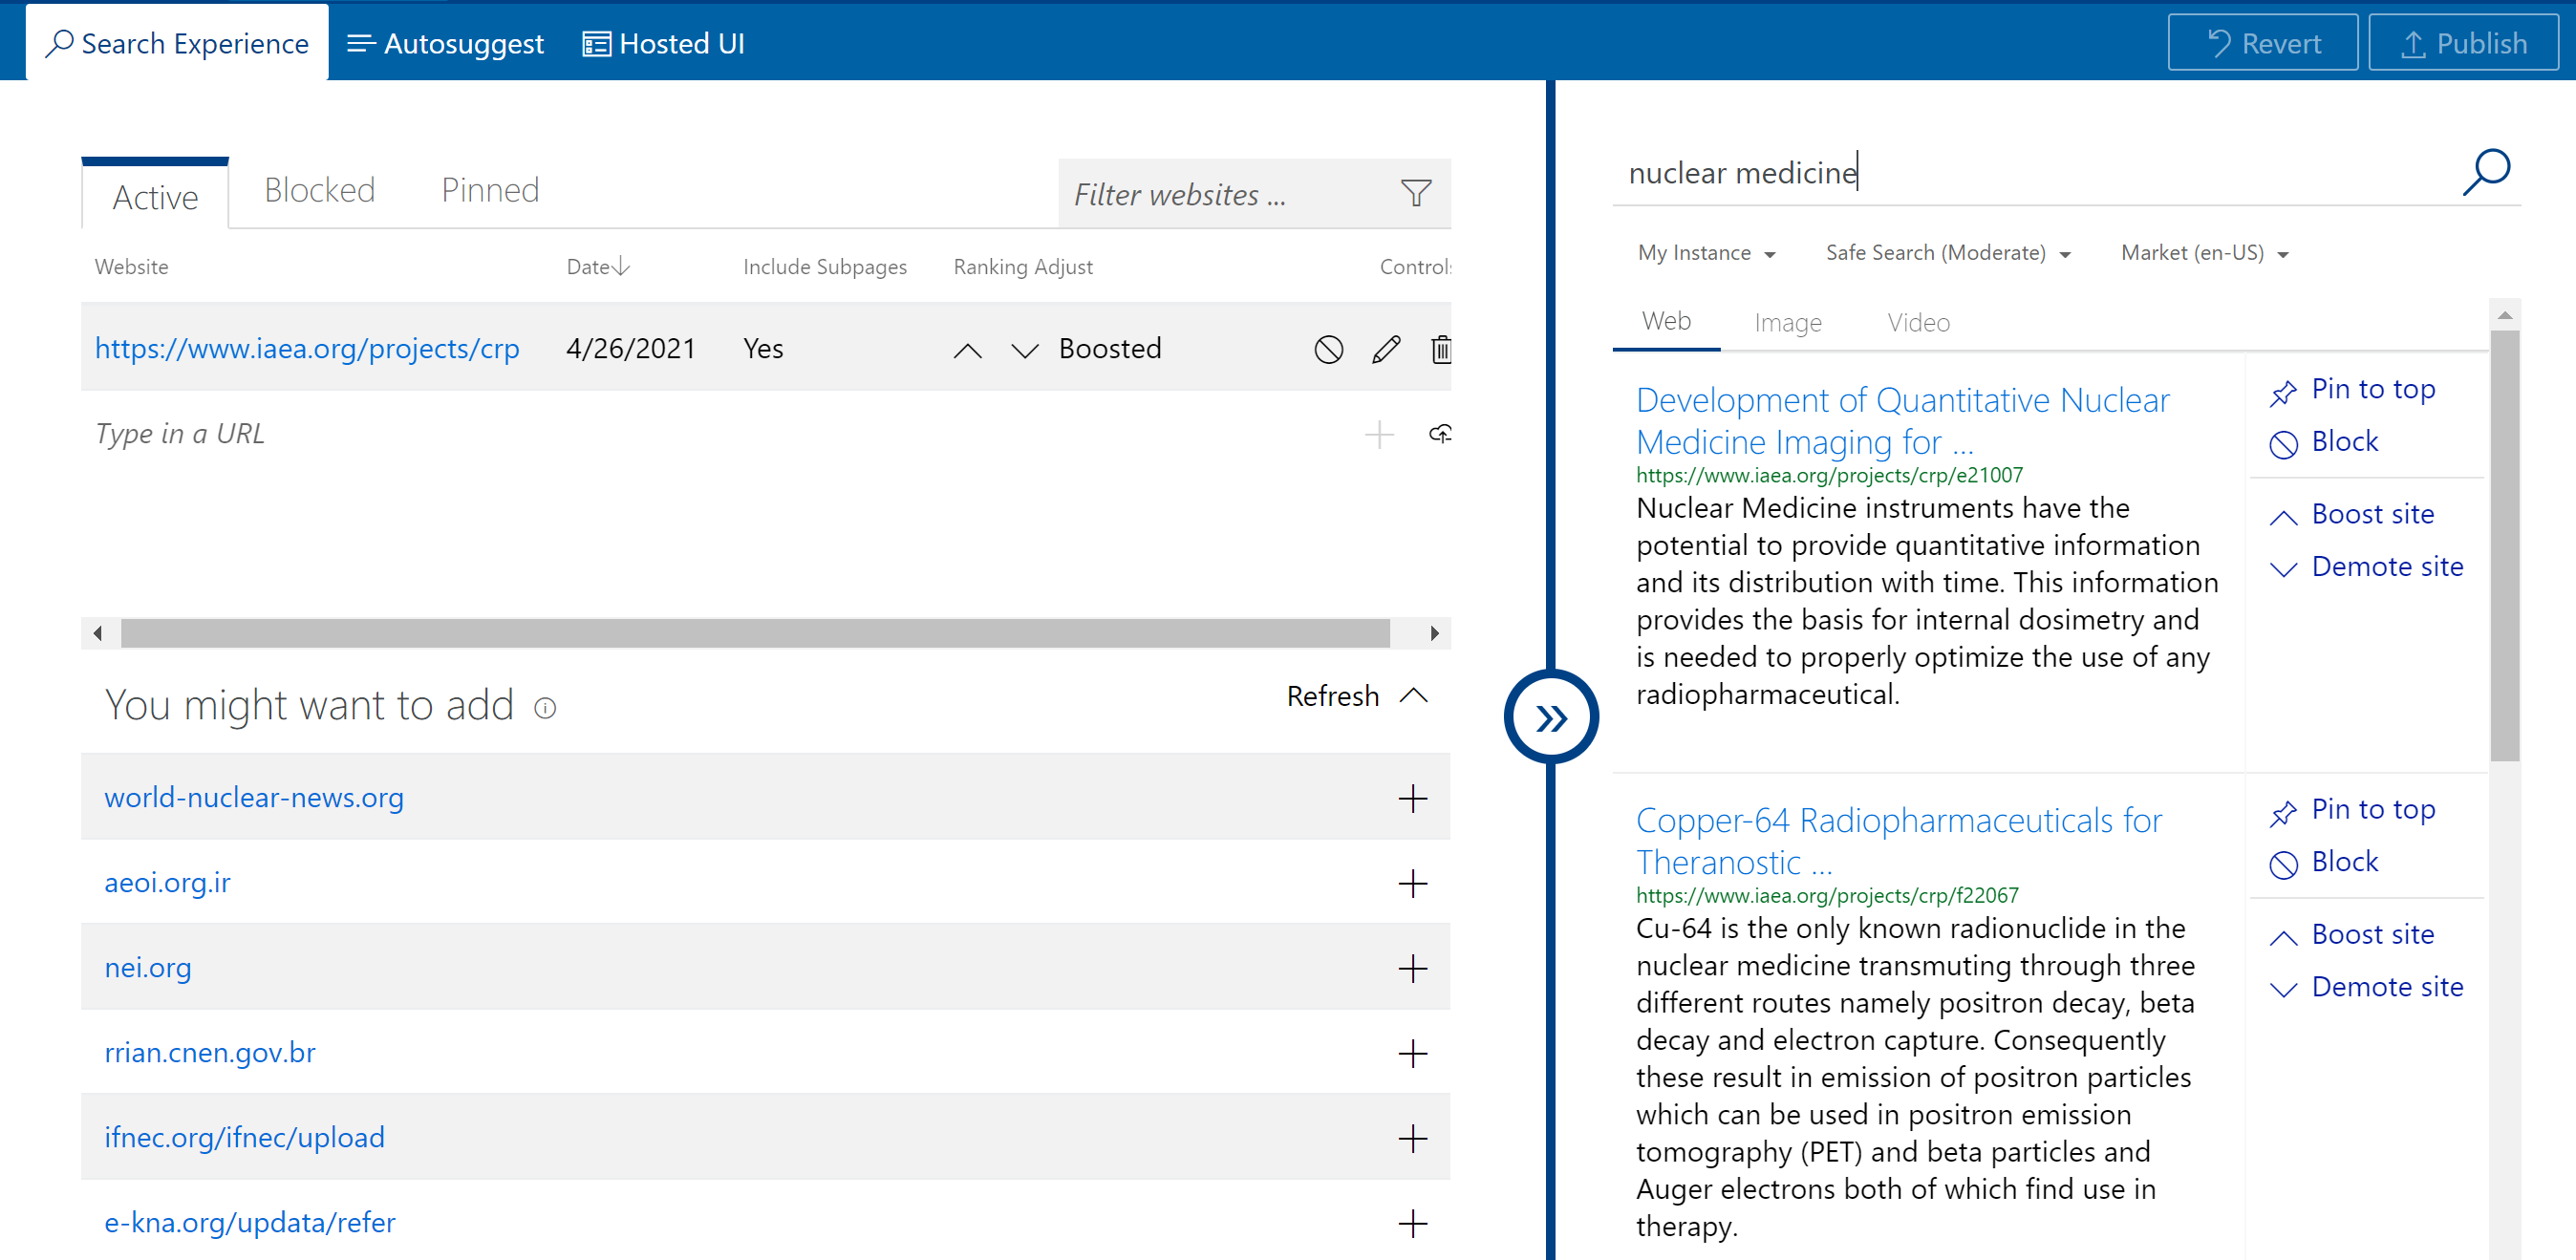 Search Experience
Autosuggest
Hosted UI
Revert
Publish
Active
Blocked
Pinned
Filter websites ...
Website
Date
Include Subpages
Ranking Adjust
Control
https://www.iaea.org/projects/crp
4/26/2021
Yes
Boosted
Type in a URL
You might want to add
Refresh
world-nuclear-news.org
aeoi.org.ir
nei.org
rrian.cnen.gov.br
ifnec.org/ifnec/upload
e-kna.org/updata/refer
nuclear medicine
My Instance
Safe Search (Moderate)
Market (en-US)
Web
Image
Video
Development of Quantitative Nuclear
Medicine Imaging for ...
https://www.iaea.org/projects/crp/e21007
Nuclear Medicine instruments have the
potential to provide quantitative information
and its distribution with time. This information
provides the basis for internal dosimetry and
is needed to properly optimize the use of any
radiopharmaceutical.
Pin to top
Block
Boost site
Demote site
Copper-64 Radiopharmaceuticals for
Theranostic ...
https://www.iaea.org/projects/crp/f22067
Cu-64 is the only known radionuclide in the
nuclear medicine transmuting through three
different routes namely positron decay, beta
decay and electron capture. Consequently
these result in emission of positron particles
which can be used in positron emission
tomography (PET) and beta particles and
Auger electrons both of which find use in
therapy.
Pin to top
Block
Boost site
Demote site